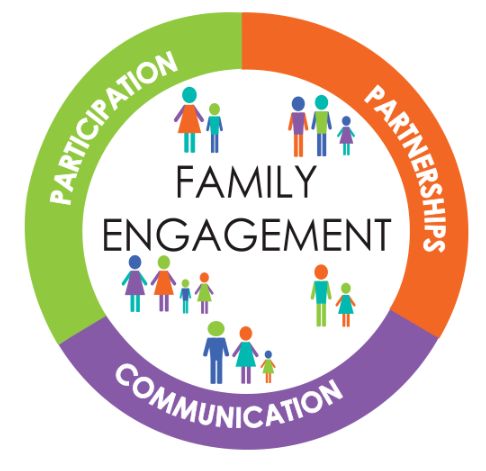 PARTICIPATION
PARTNERSHIPS
FAMILY
ENGAGEMENT
COMMUNICATION